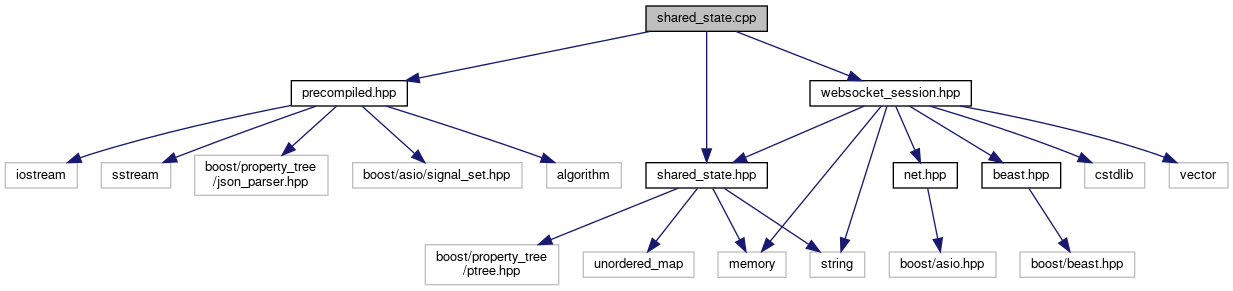 shared_state.cpp
precompiled.hpp
websocket_session.hpp
iostream
sstream
boost/property_tree
/json_parser.hpp
boost/asio/signal_set.hpp
algorithm
shared_state.hpp
net.hpp
beast.hpp
cstdlib
vector
boost/property_tree
/ptree.hpp
unordered_map
memory
string
boost/asio.hpp
boost/beast.hpp